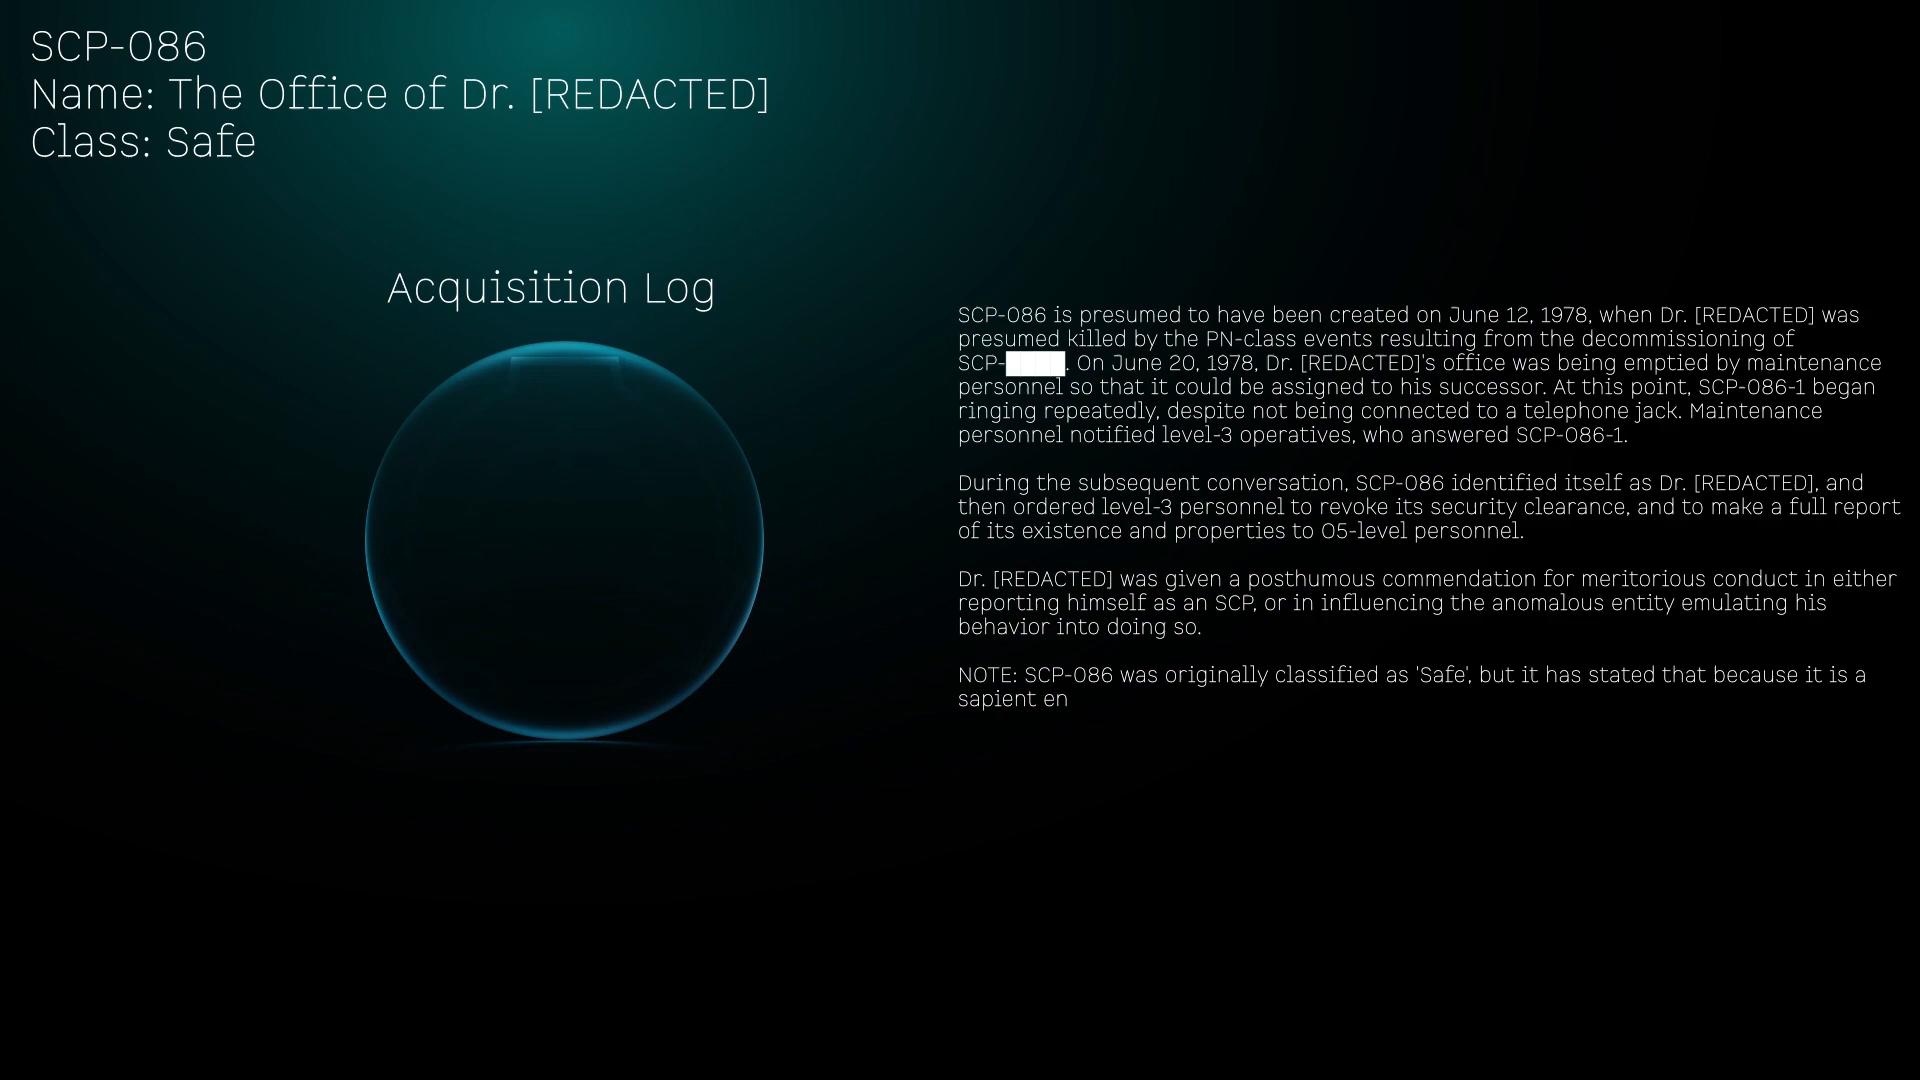 SCP-086
Name: The Office of Dr. [REDACTED]
Class: Safe
Acquisition Log
SCP-086 is presumed to have been created on June 12, 1978, when Dr. [REDACTED] was
presumed killed by the PN-class events resulting from the decommissioning of
SCP-████. On June 20, 1978, Dr. [REDACTED]'s office was being emptied by maintenance
personnel so that it could be assigned to his successor. At this point, SCP-086-1 began
ringing repeatedly, despite not being connected to a telephone jack. Maintenance
personnel notified level-3 operatives, who answered SCP-086-1.
During the subsequent conversation, SCP-086 identified itself as Dr. [REDACTED], and
then ordered level-3 personnel to revoke its security clearance, and to make a full report
of its existence and properties to O5-level personnel.
Dr. [REDACTED] was given a posthumous commendation for meritorious conduct in either
reporting himself as an SCP, or in influencing the anomalous entity emulating his
behavior into doing so.
NOTE: SCP-086 was originally classified as 'Safe', but it has stated that because it is a
sapient en